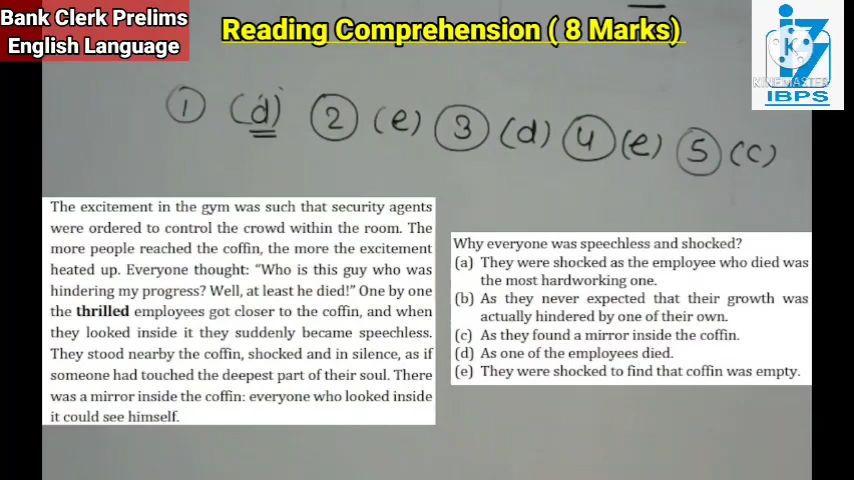 Bank Clerk Prelims
English Language
Reading Comprehension ( 8 Marks)
K
KINEMASTER
IBPS
1 (d) 2 (e) 3 (d) 4 (e) 5 (c)
The excitement in the gym was such that security agents
were ordered to control the crowd within the room. The
more people reached the coffin, the more the excitement
heated up. Everyone thought: “Who is this guy who was
hindering my progress? Well, at least he died!” One by one
the thrilled employees got closer to the coffin, and when
they looked inside it they suddenly became speechless.
They stood nearby the coffin, shocked and in silence, as if
someone had touched the deepest part of their soul. There
was a mirror inside the coffin: everyone who looked inside
it could see himself.
Why everyone was speechless and shocked?
(a) They were shocked as the employee who died was
the most hardworking one.
(b) As they never expected that their growth was
actually hindered by one of their own.
(c) As they found a mirror inside the coffin.
(d) As one of the employees died.
(e) They were shocked to find that coffin was empty.